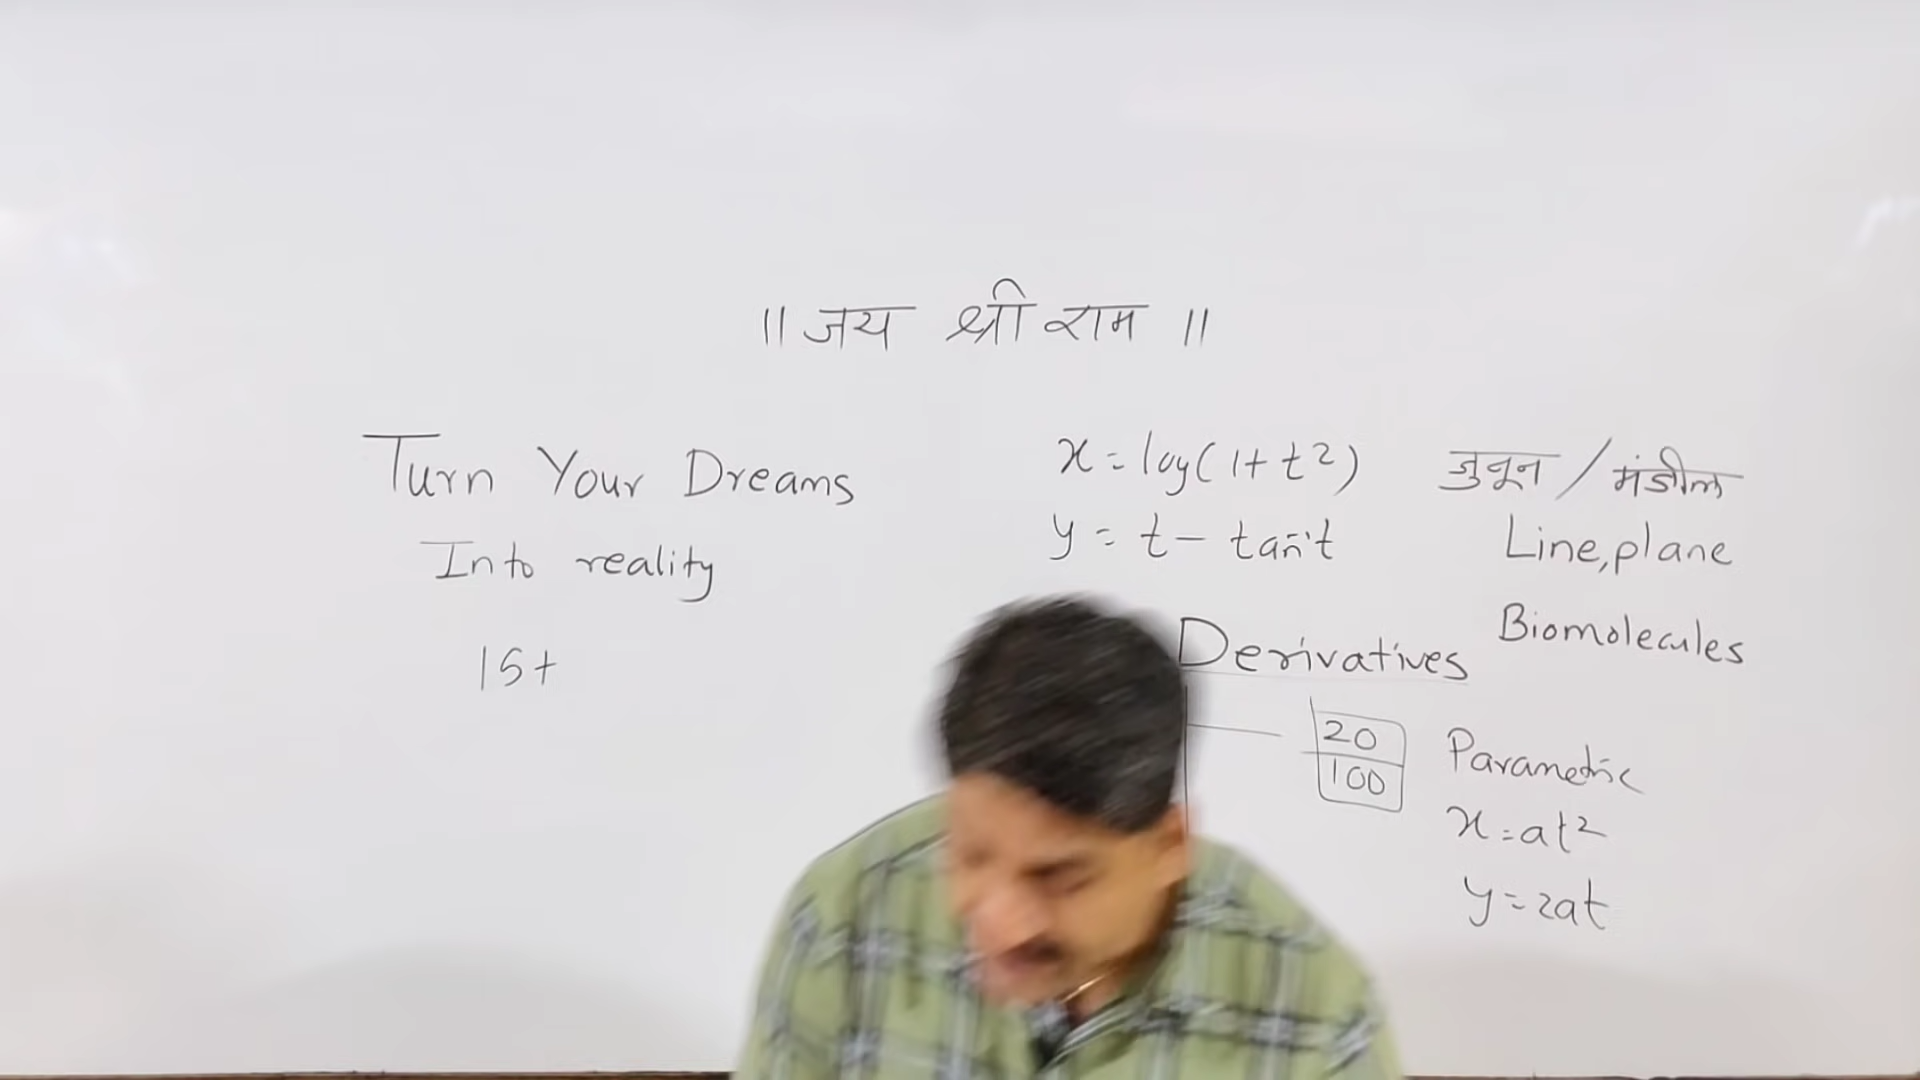 ॥ जय श्री राम ॥
Turn Your Dreams
Into reality
15+
x = log(1+t²)
y = t - tan⁻¹t
जुनून / मंजील
Line, plane
Biomolecules
Derivatives
20
100
Parametric
x = at²
y = 2at